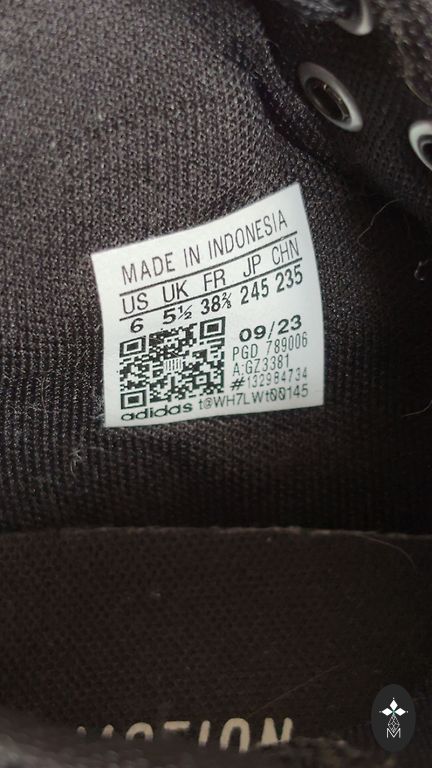 MADE IN INDONESIA
US UK FR JP CHN
6 5½ 38⅔ 245 235
09/23
PGD 789006
A:GZ3381
#132984734
adidas t@WH7LWt00145
M